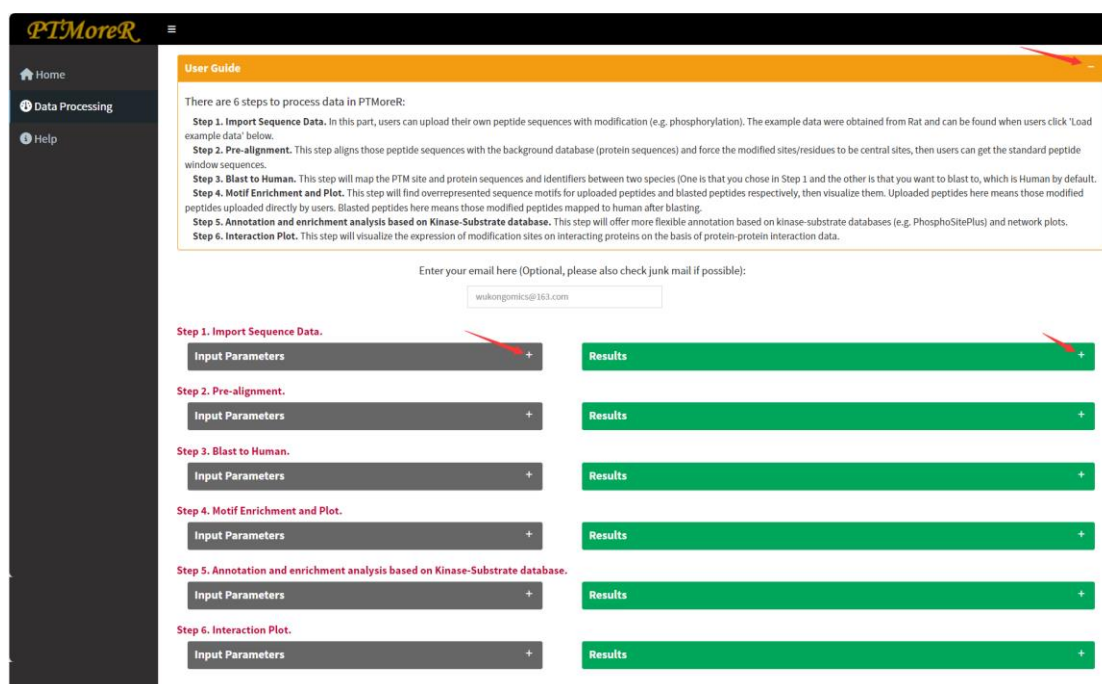 PTMoreR
Home
Data Processing
Help
User Guide
There are 6 steps to process data in PTMoreR:
Step 1. Import Sequence Data. In this part, users can upload their own peptide sequences with modification (e.g. phosphorylation). The example data were obtained from Rat and can be found when users click 'Load
example data' below.
Step 2. Pre-alignment. This step aligns those peptide sequences with the background database (protein sequences) and force the modified sites/residues to be central sites, then users can get the standard peptide
window sequences.
Step 3. Blast to Human. This step will map the PTM site and protein sequences and identifiers between two species (One is that you chose in Step 1 and the other is that you want to blast to, which is Human by default.
Step 4. Motif Enrichment and Plot. This step will find overrepresented sequence motifs for uploaded peptides and blasted peptides respectively, then visualize them. Uploaded peptides here means those modified
peptides uploaded directly by users. Blasted peptides here means those modified peptides mapped to human after blasting.
Step 5. Annotation and enrichment analysis based on Kinase-Substrate database. This step will offer more flexible annotation based on kinase-substrate databases (e.g. PhosphoSitePlus) and network plots.
Step 6. Interaction Plot. This step will visualize the expression of modification sites on interacting proteins on the basis of protein-protein interaction data.
Enter your email here (Optional, please also check junk mail if possible):
wukongomics@163.com
Step 1. Import Sequence Data.
Input Parameters +
Results +
Step 2. Pre-alignment.
Input Parameters +
Results +
Step 3. Blast to Human.
Input Parameters +
Results +
Step 4. Motif Enrichment and Plot.
Input Parameters +
Results +
Step 5. Annotation and enrichment analysis based on Kinase-Substrate database.
Input Parameters +
Results +
Step 6. Interaction Plot.
Input Parameters +
Results +